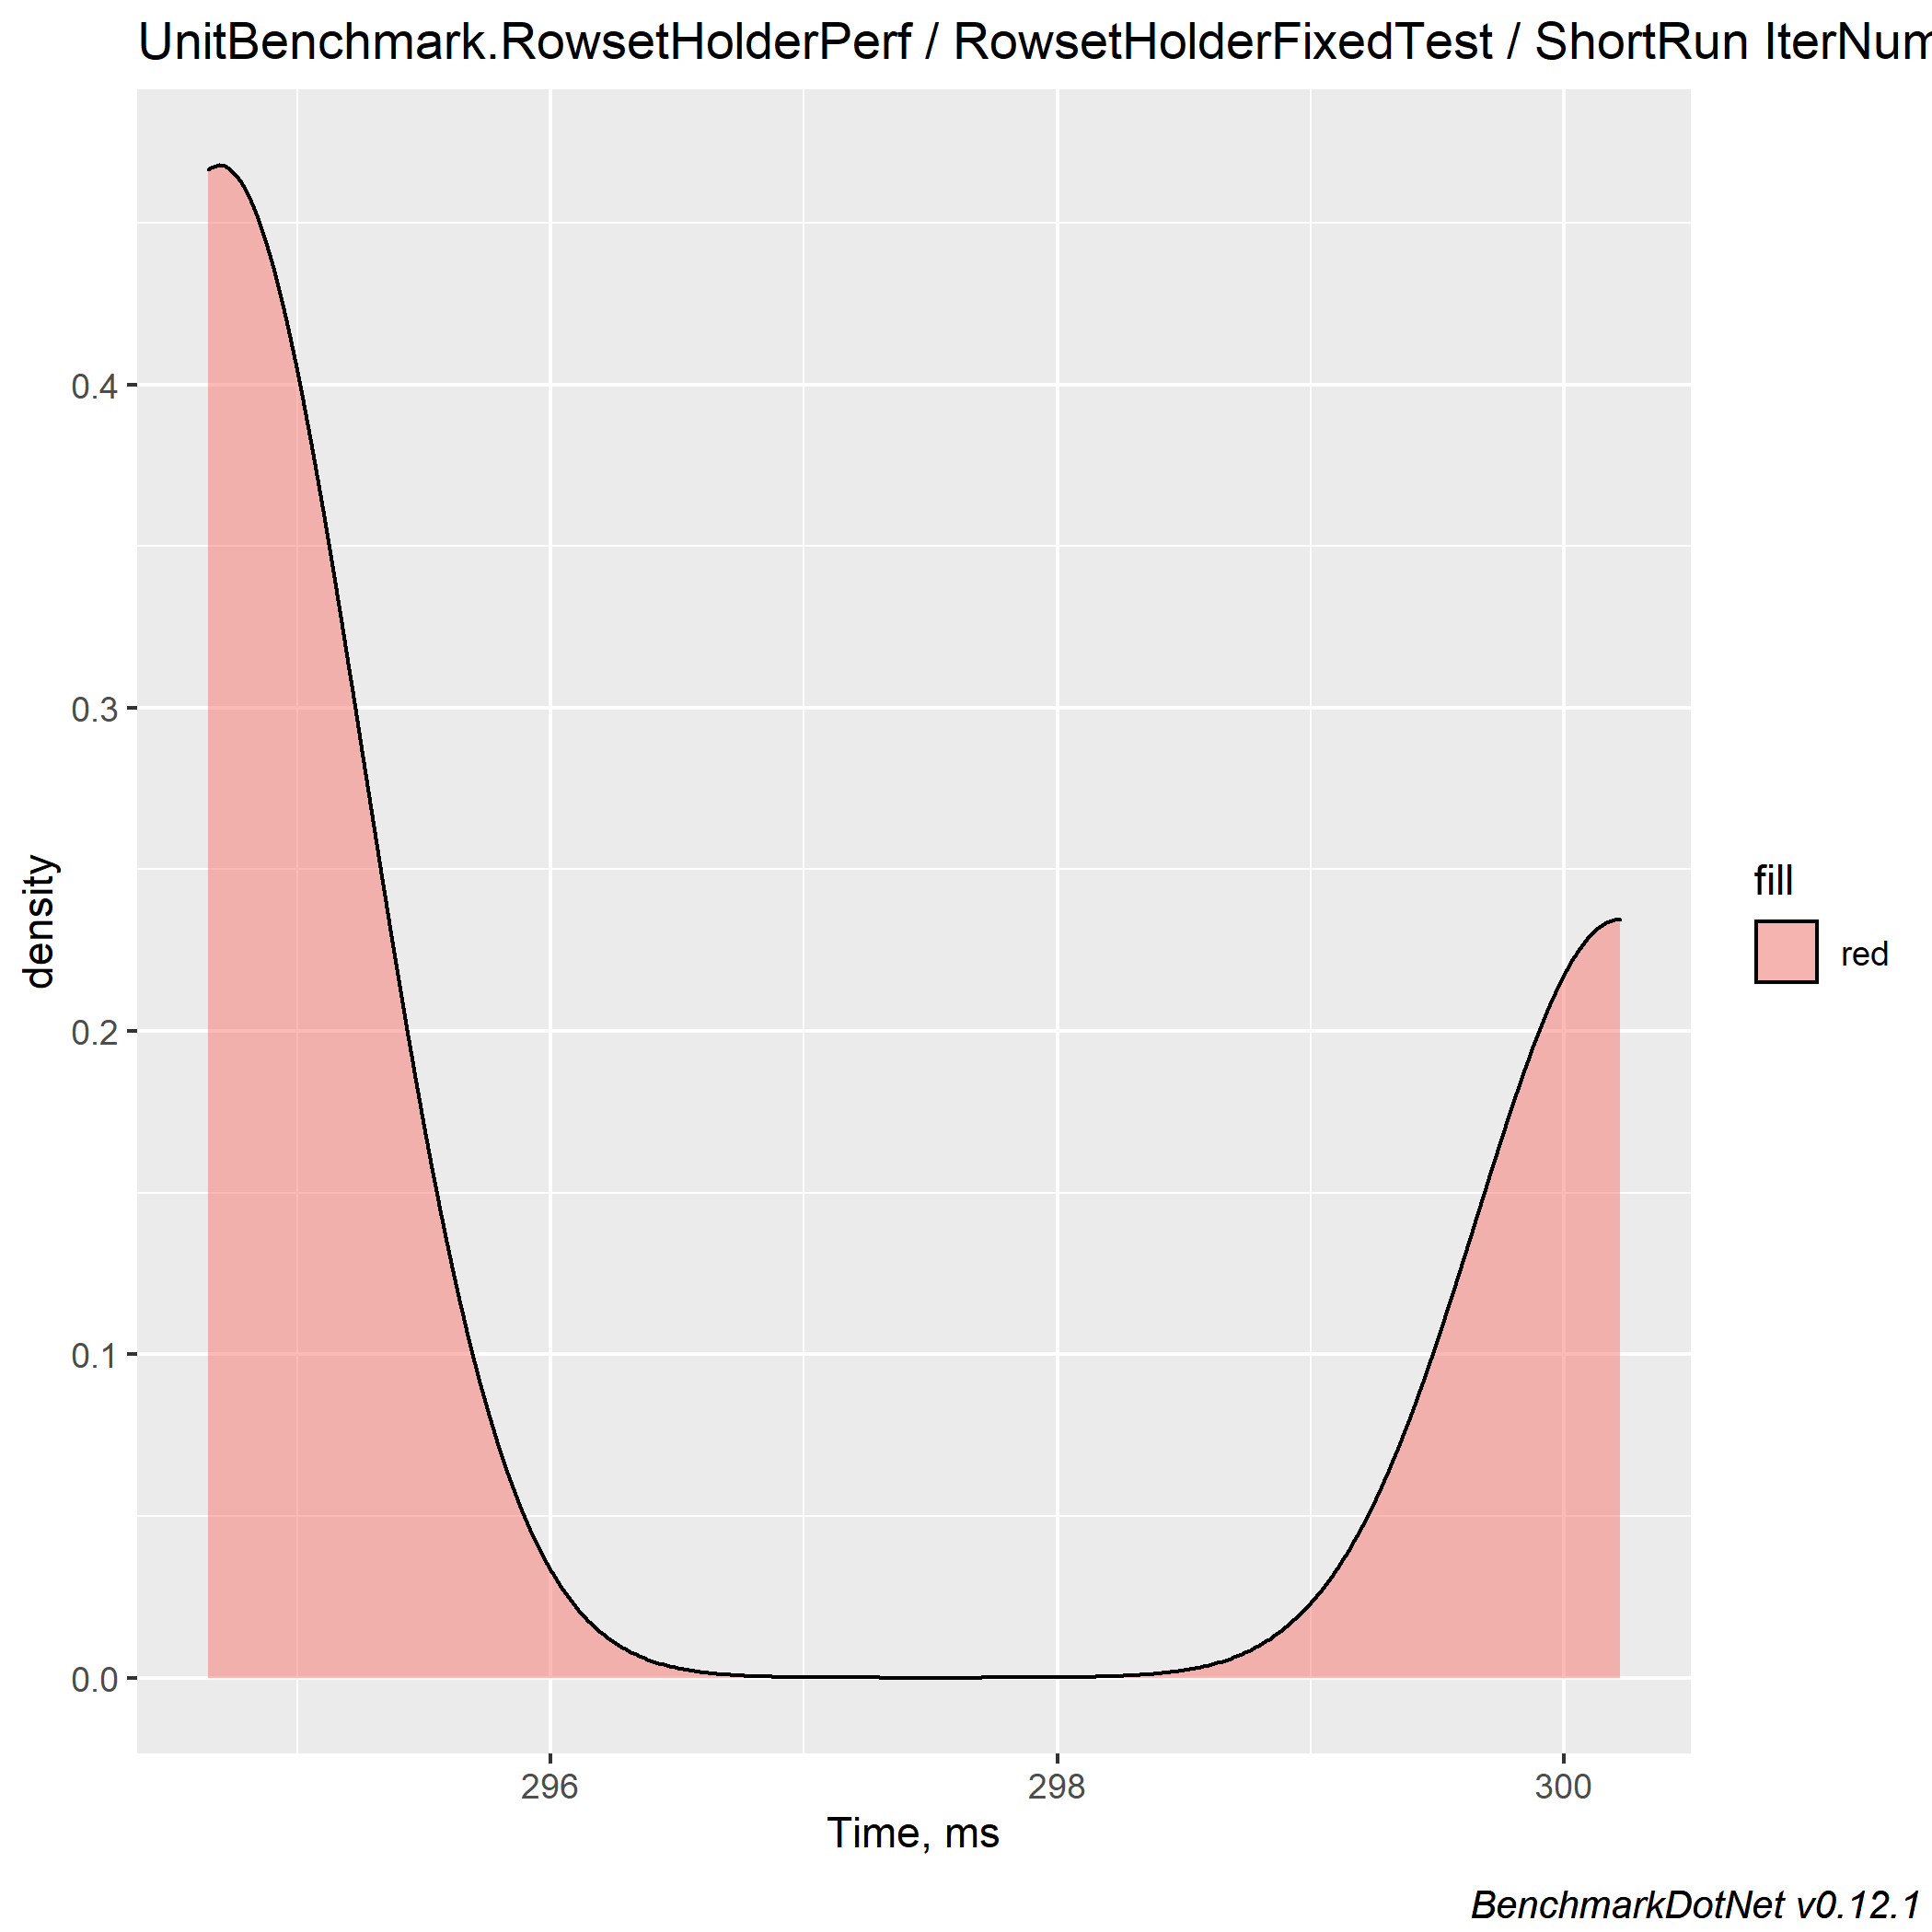 UnitBenchmark.RowsetHolderPerf / RowsetHolderFixedTest / ShortRun IterNum
density
0.4
0.3
0.2
0.1
0.0
296 298 300
Time, ms
fill
red
BenchmarkDotNet v0.12.1